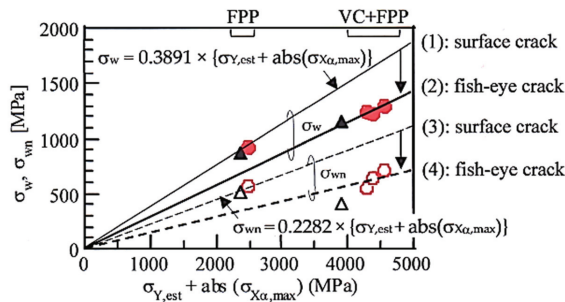 FPP VC+FPP
2000
1500
1000
500
0
σw, σwn [MPa]
σw=0.3891 × {σY,est+abs(σXα,max)}
(1): surface crack
(2): fish-eye crack
(3): surface crack
(4): fish-eye crack
σw
σwn
σwn=0.2282 × {σY,est+abs(σXα,max)}
0 1000 2000 3000 4000 5000
σY,est + abs (σXα,max) (MPa)